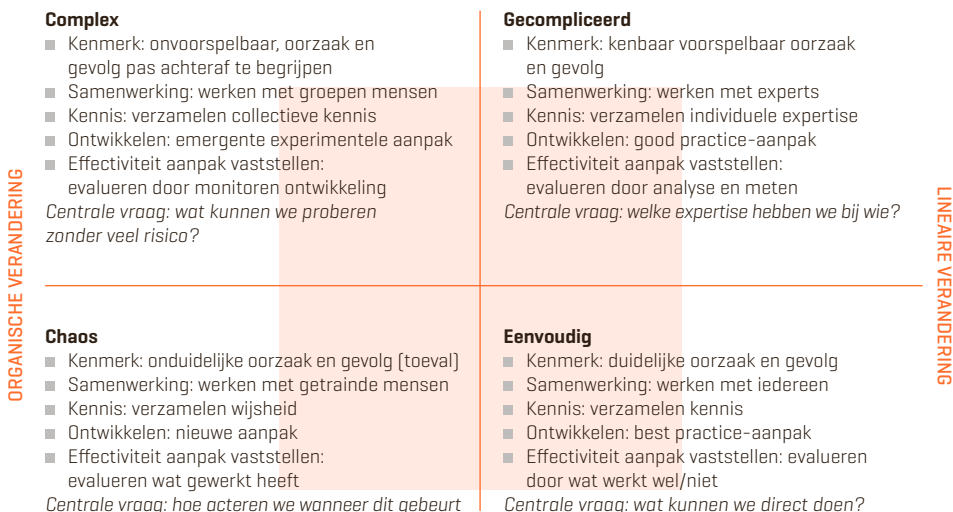 ORGANISCHE VERANDERING
Complex
Kenmerk: onvoorspelbaar, oorzaak en
gevolg pas achteraf te begrijpen
Samenwerking: werken met groepen mensen
Kennis: verzamelen collectieve kennis
Ontwikkelen: emergente experimentele aanpak
Effectiviteit aanpak vaststellen:
evalueren door monitoren ontwikkeling
Centrale vraag: wat kunnen we proberen
zonder veel risico?
Gecompliceerd
Kenmerk: kenbaar voorspelbaar oorzaak
en gevolg
Samenwerking: werken met experts
Kennis: verzamelen individuele expertise
Ontwikkelen: good practice-aanpak
Effectiviteit aanpak vaststellen:
evalueren door analyse en meten
Centrale vraag: welke expertise hebben we bij wie?
Chaos
Kenmerk: onduidelijke oorzaak en gevolg (toeval)
Samenwerking: werken met getrainde mensen
Kennis: verzamelen wijsheid
Ontwikkelen: nieuwe aanpak
Effectiviteit aanpak vaststellen:
evalueren wat gewerkt heeft
Centrale vraag: hoe acteren we wanneer dit gebeurt
Eenvoudig
Kenmerk: duidelijke oorzaak en gevolg
Samenwerking: werken met iedereen
Kennis: verzamelen kennis
Ontwikkelen: best practice-aanpak
Effectiviteit aanpak vaststellen: evalueren
door wat werkt wel/niet
Centrale vraag: wat kunnen we direct doen?
LINEAIRE VERANDERING